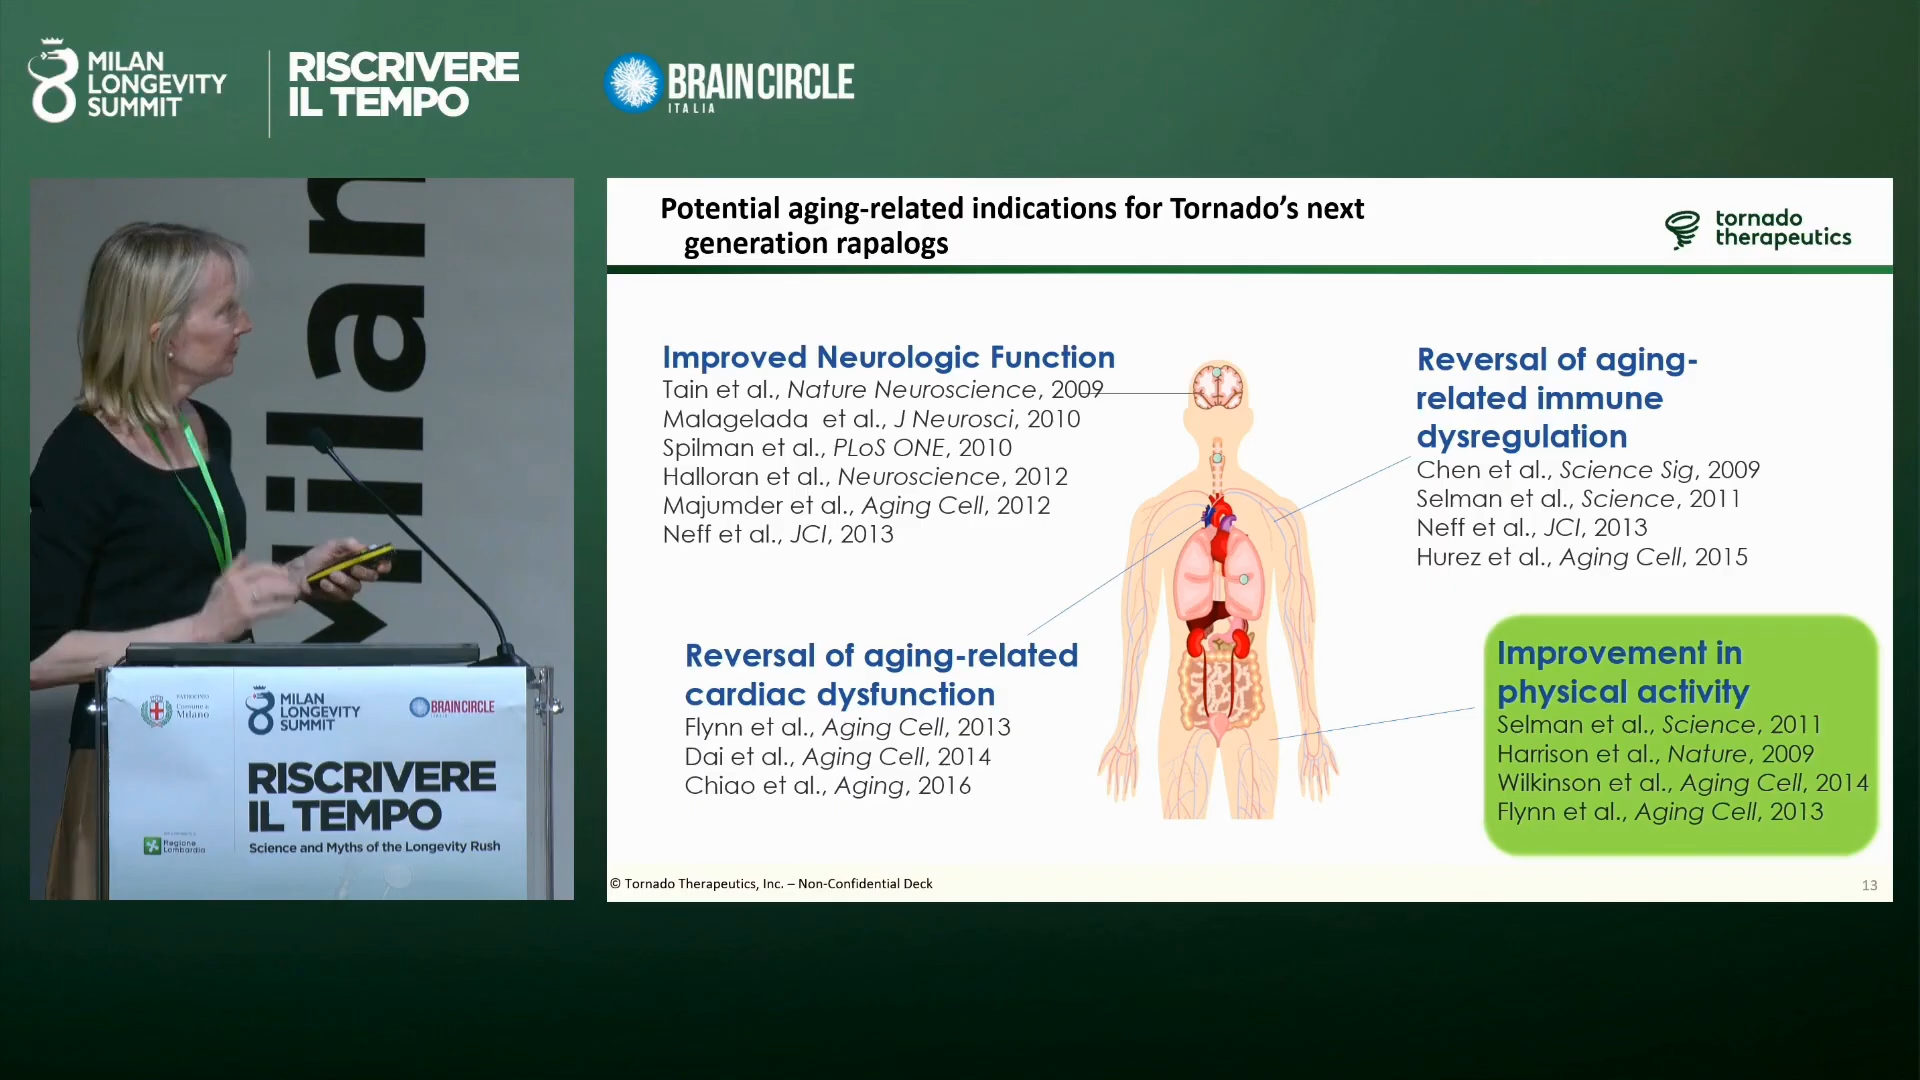 MILAN
LONGEVITY
SUMMIT
RISCRIVERE
IL TEMPO
BRAINCIRCLE
ITALIA
Milan
PATROCINIO
Comune di
Milano
MILAN
LONGEVITY
SUMMIT
BRAINCIRCLE
ITALIA
RISCRIVERE
IL TEMPO
Science and Myths of the Longevity Rush
Regione
Lombardia
Potential aging-related indications for Tornado’s next
generation rapalogs
tornado
therapeutics
Improved Neurologic Function
Tain et al., Nature Neuroscience, 2009
Malagelada et al., J Neurosci, 2010
Spilman et al., PLoS ONE, 2010
Halloran et al., Neuroscience, 2012
Majumder et al., Aging Cell, 2012
Neff et al., JCI, 2013
Reversal of aging-
related immune
dysregulation
Chen et al., Science Sig, 2009
Selman et al., Science, 2011
Neff et al., JCI, 2013
Hurez et al., Aging Cell, 2015
Reversal of aging-related
cardiac dysfunction
Flynn et al., Aging Cell, 2013
Dai et al., Aging Cell, 2014
Chiao et al., Aging, 2016
Improvement in
physical activity
Selman et al., Science, 2011
Harrison et al., Nature, 2009
Wilkinson et al., Aging Cell, 2014
Flynn et al., Aging Cell, 2013
© Tornado Therapeutics, Inc. – Non-Confidential Deck
13